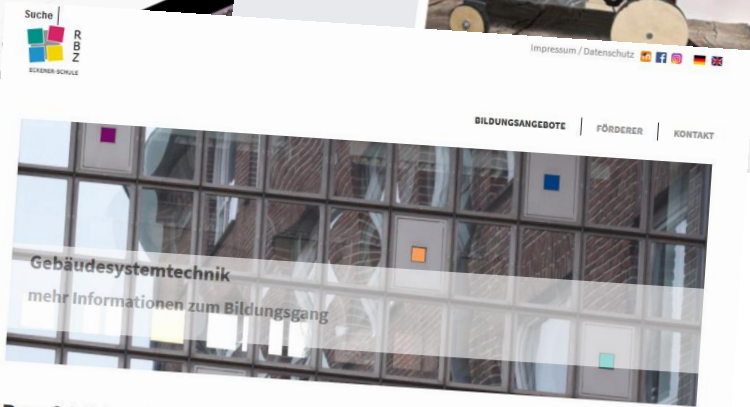 Suche
R
B
Z
ECKENER-SCHULE
Impressum / Datenschutz
BILDUNGSANGEBOTE
FÖRDERER
KONTAKT
Gebäudesystemtechnik
mehr Informationen zum Bildungsgang